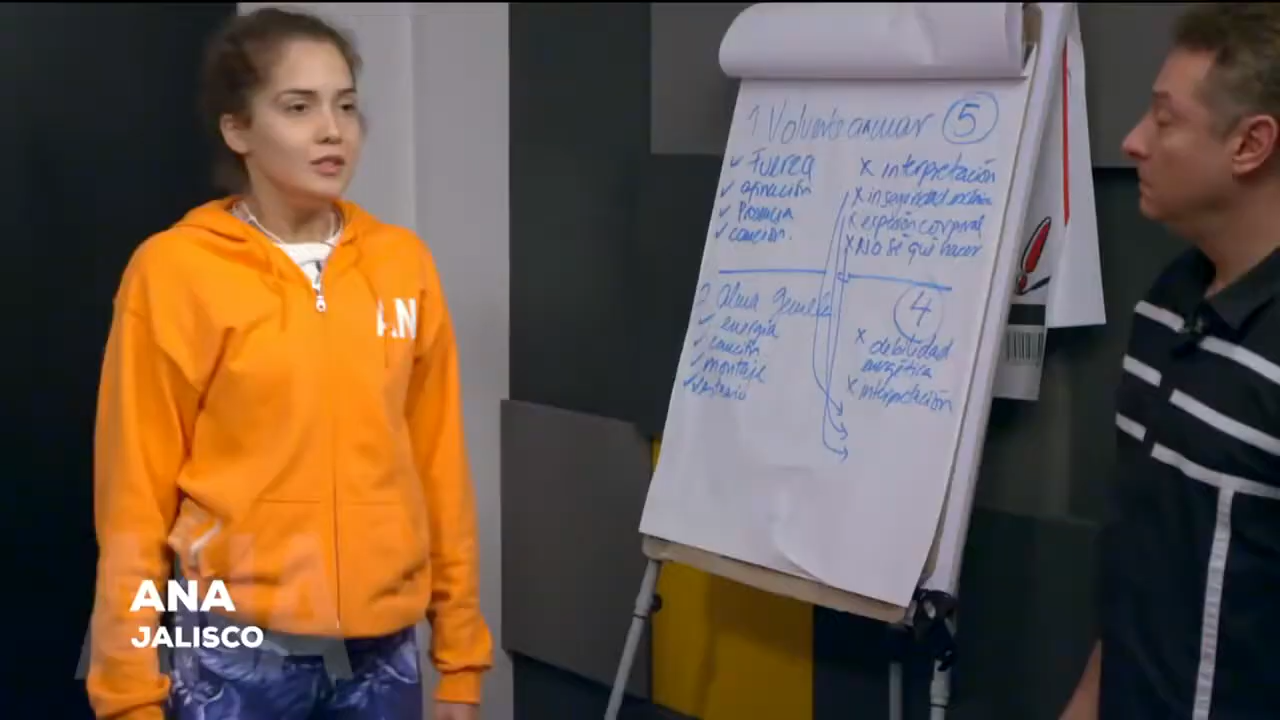 1 Volverte a amar 5
✓ Fuerza
✓ afinación
✓ Presencia
✓ canción.
x interpretación
x inseguridad
x expresión corporal
x No sé qué hacer
2 Alma Gemela 4
✓ energía
✓ canción
✓ montaje
✓ vestuario
x debilidad
energética
x interpretación
AN
ANA
JALISCO